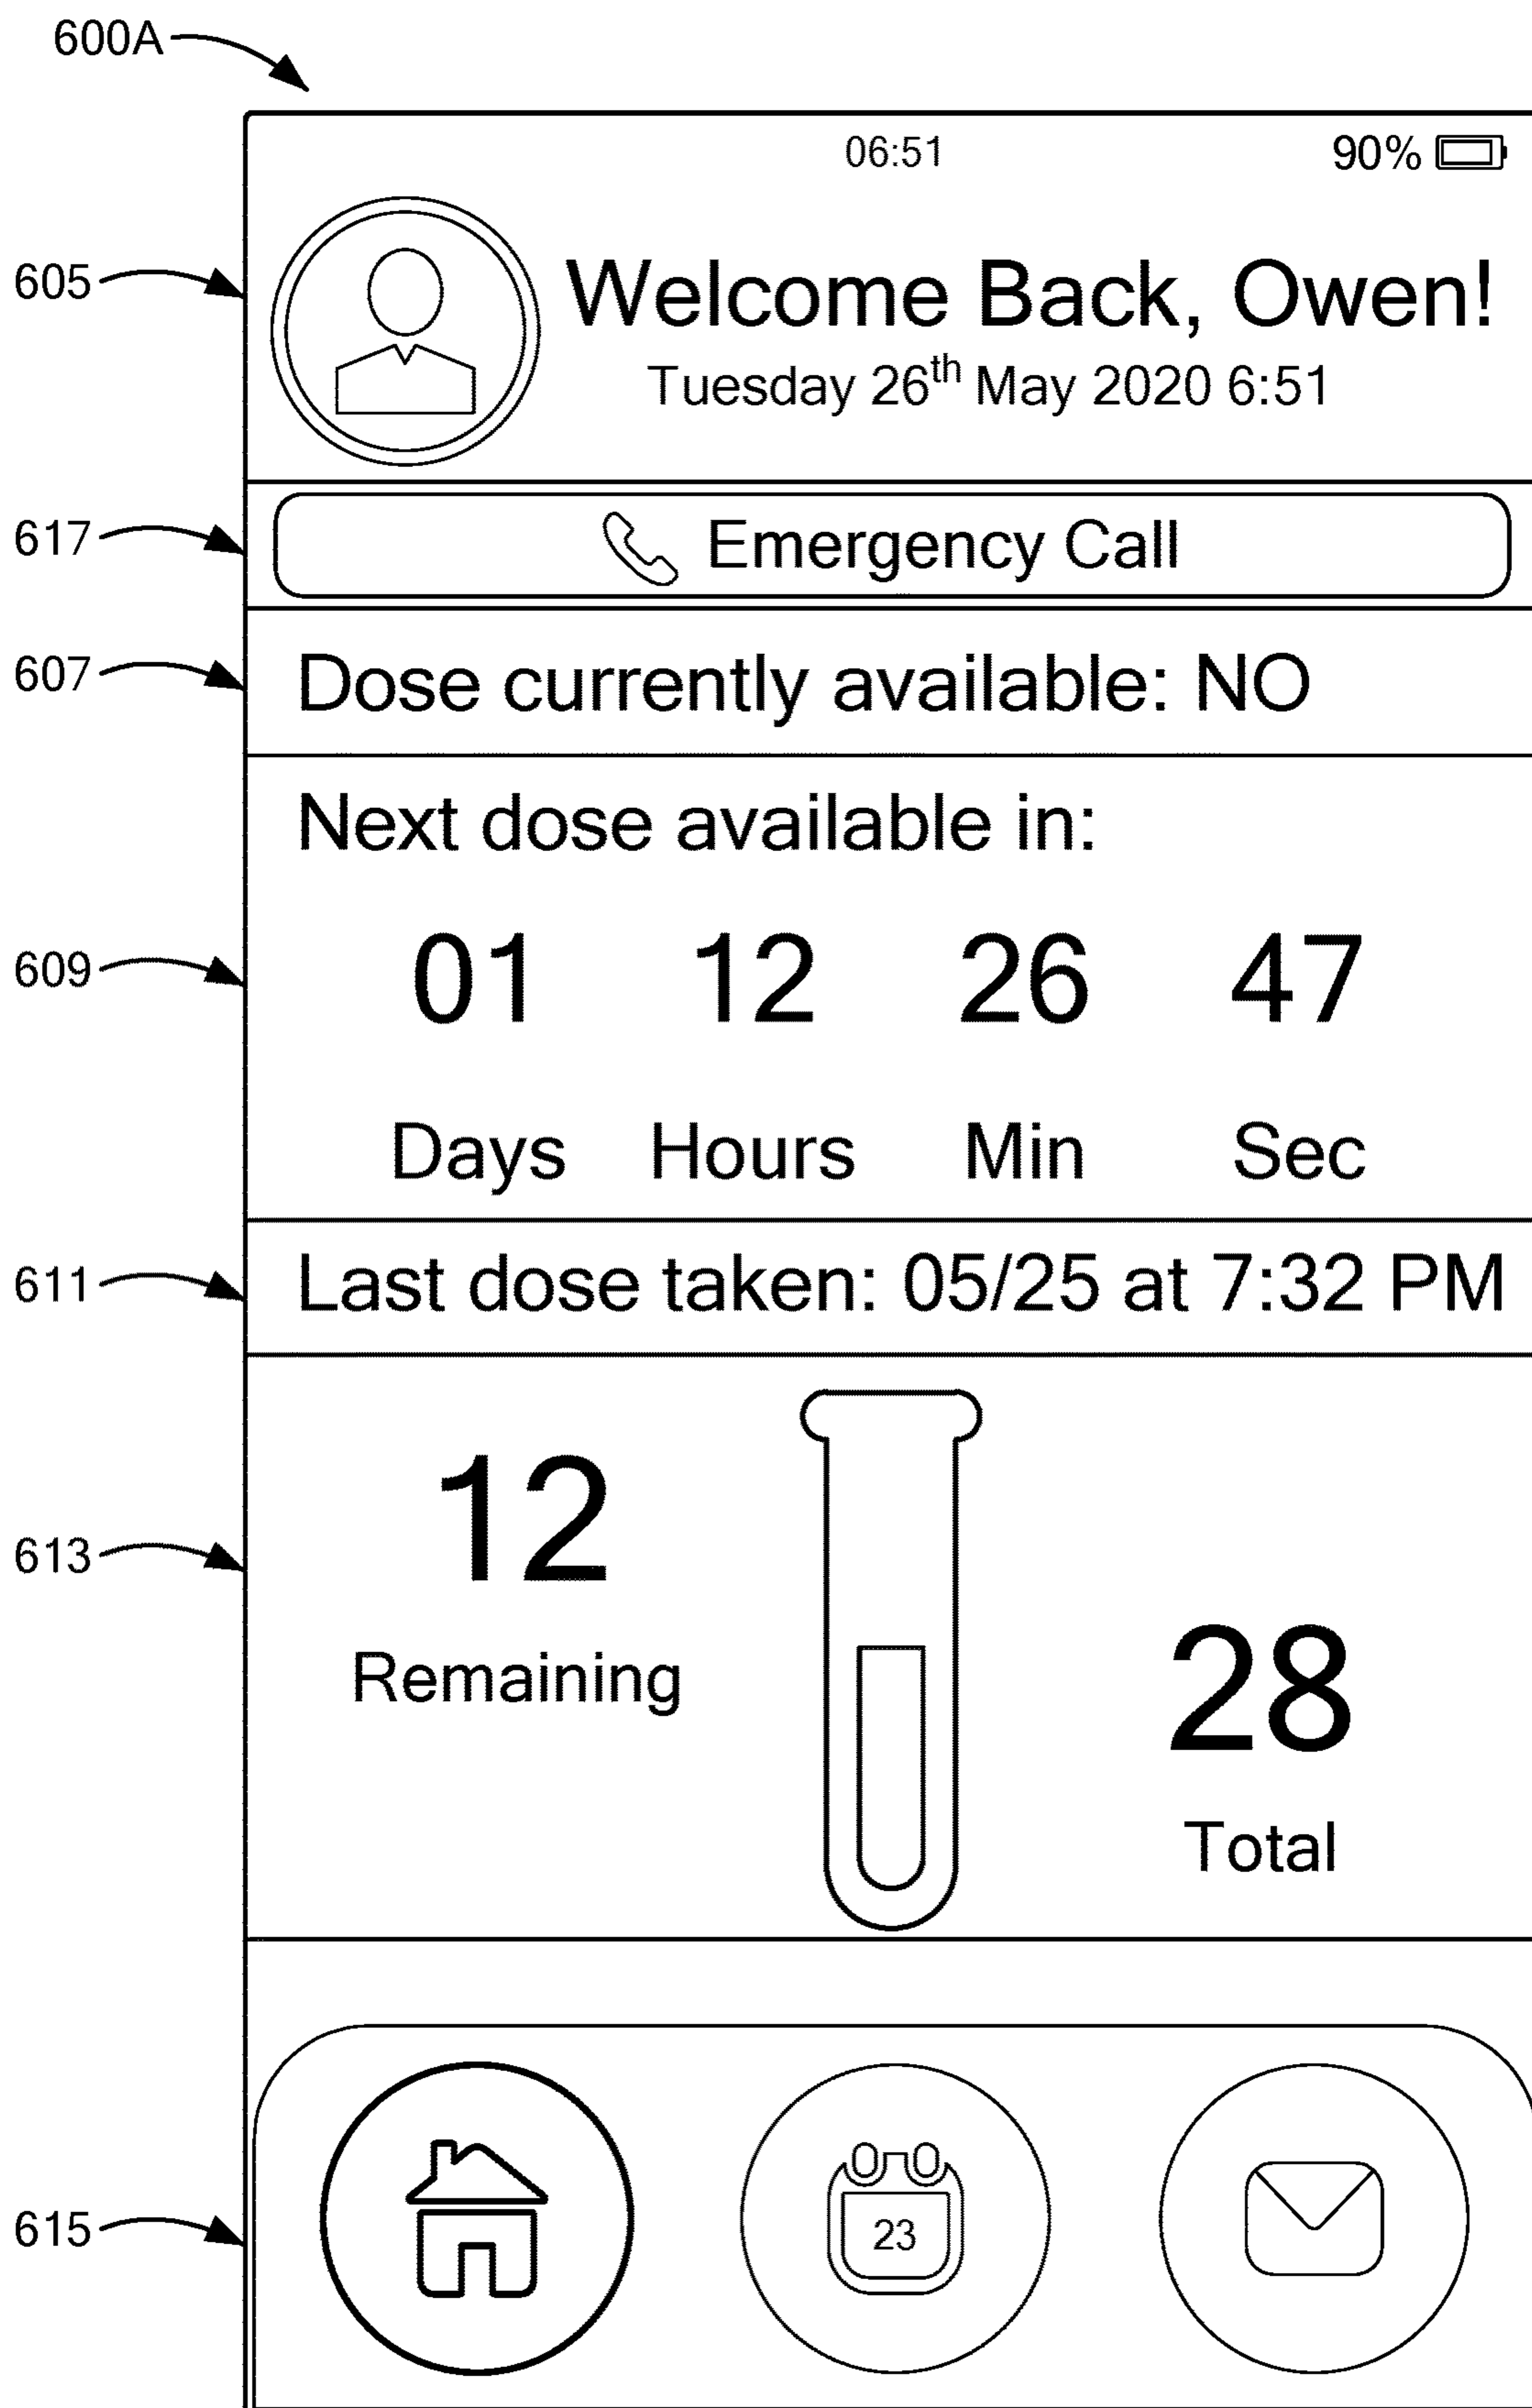 600A
06:51 90%
605
Welcome Back, Owen!
Tuesday 26th May 2020 6:51
617
Emergency Call
607
Dose currently available: NO
Next dose available in:
609
01 12 26 47
Days Hours Min Sec
611
Last dose taken: 05/25 at 7:32 PM
12
613
Remaining
28
Total
615
23